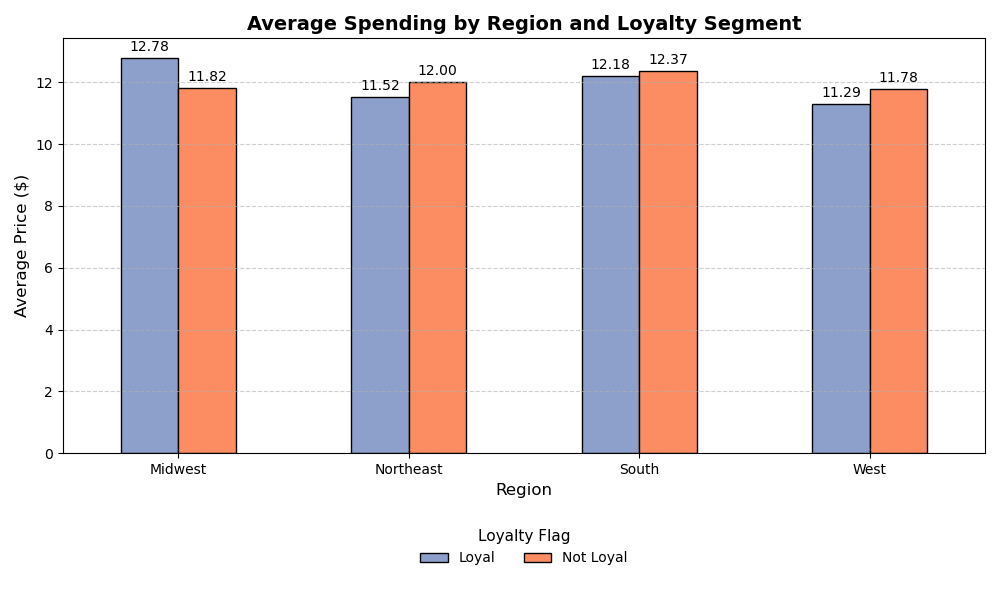 Average Spending by Region and Loyalty Segment
12.78
11.82
11.52
12.00
12.18
12.37
11.29
11.78
Average Price ($)
12
10
8
6
4
2
0
Midwest Northeast South West
Region
Loyalty Flag
Loyal Not Loyal